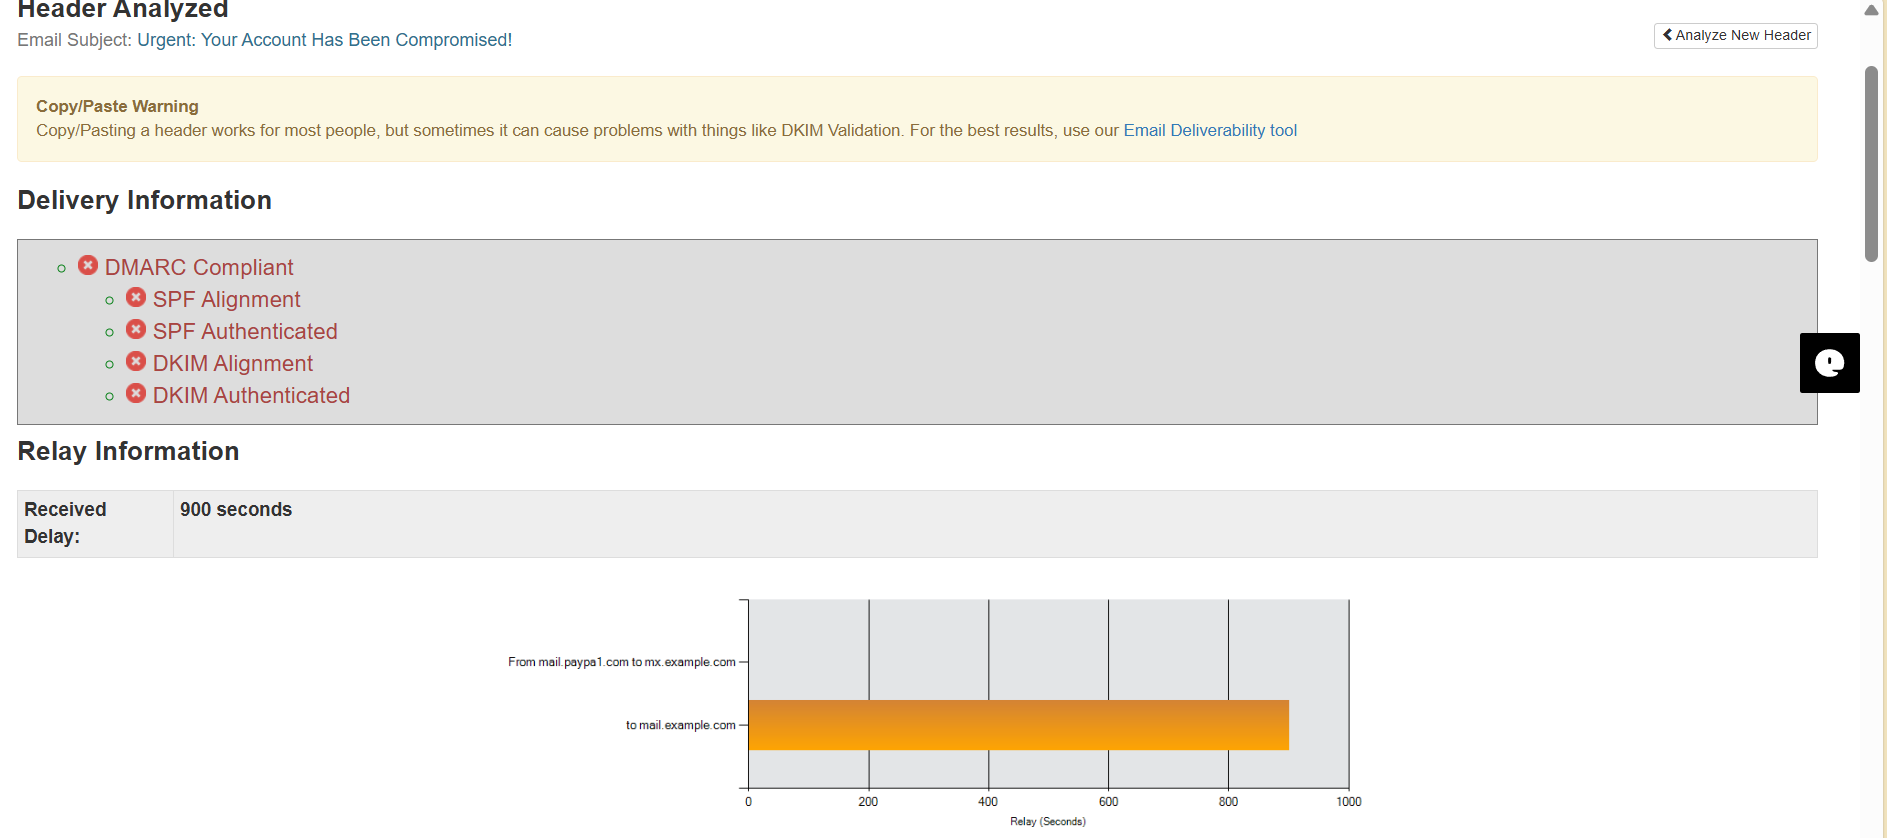 Header Analyzed
Email Subject: Urgent: Your Account Has Been Compromised!
Analyze New Header
Copy/Paste Warning
Copy/Pasting a header works for most people, but sometimes it can cause problems with things like DKIM Validation. For the best results, use our Email Deliverability tool
Delivery Information
DMARC Compliant
SPF Alignment
SPF Authenticated
DKIM Alignment
DKIM Authenticated
Relay Information
Received Delay:
900 seconds
From mail.paypa1.com to mx.example.com
to mail.example.com
0 200 400 600 800 1000
Relay (Seconds)